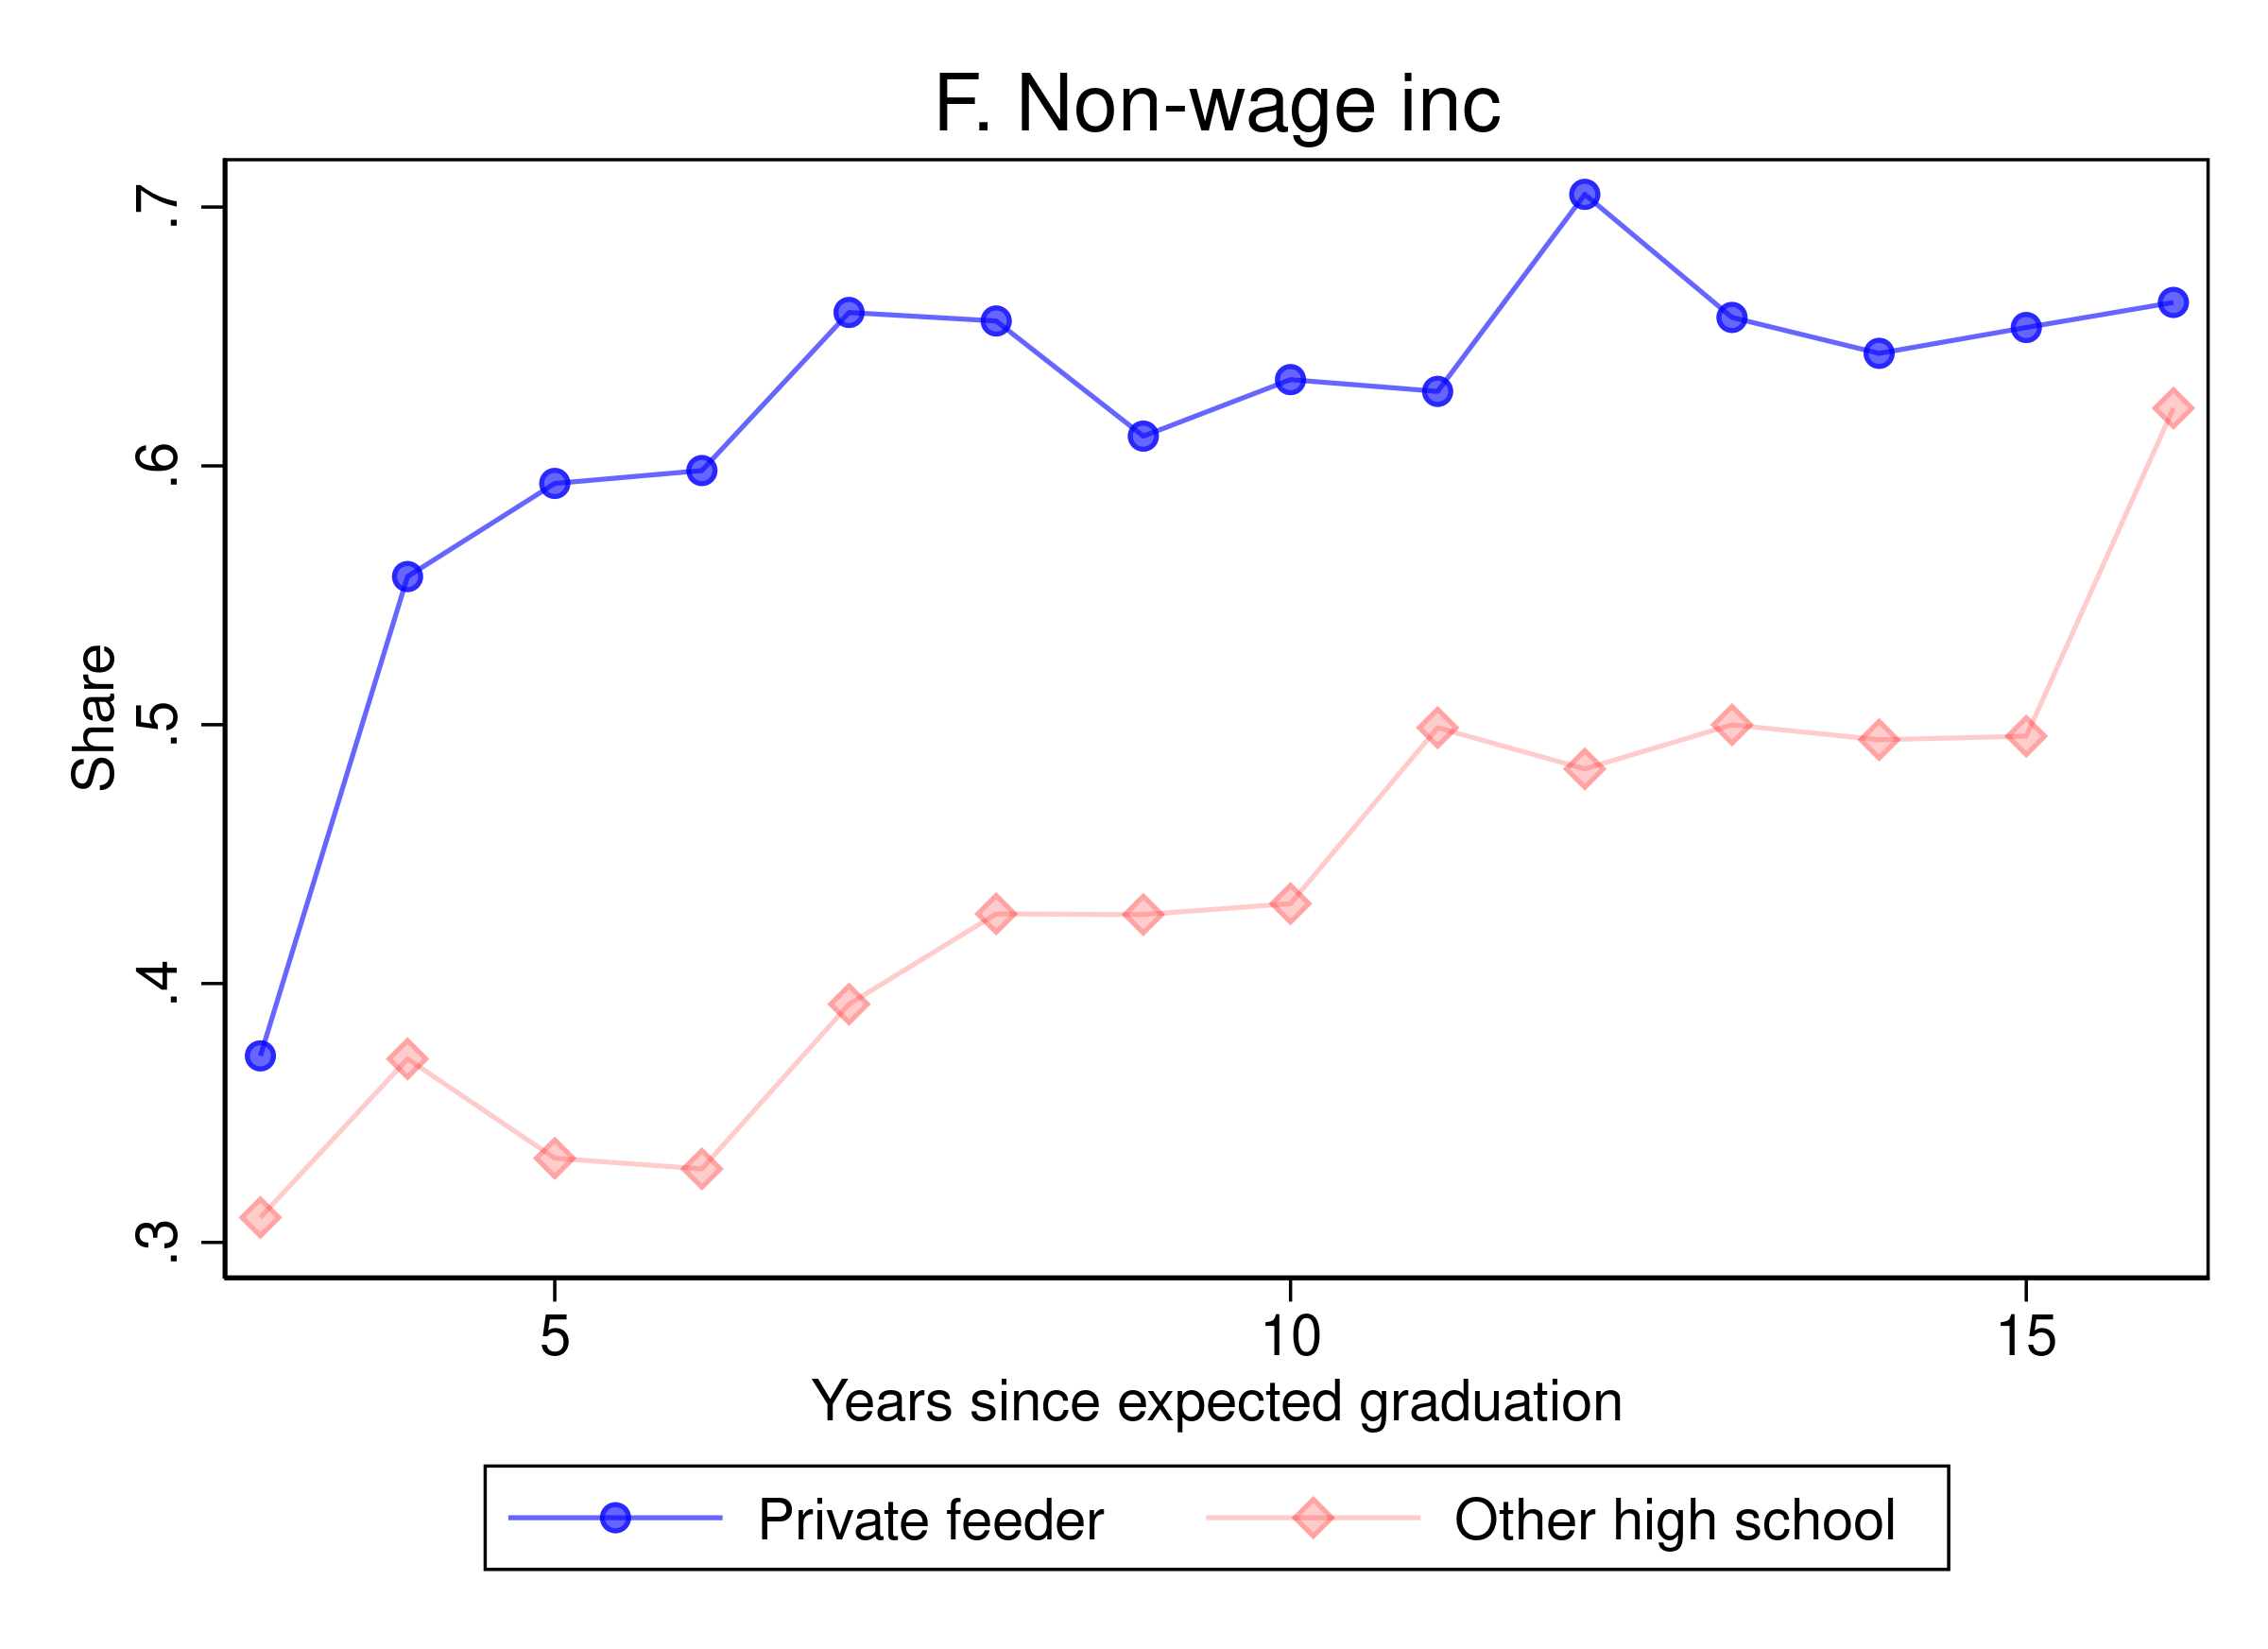 F. Non-wage inc
.7
.6
.5
.4
.3
Share
5 10 15
Years since expected graduation
Private feeder Other high school